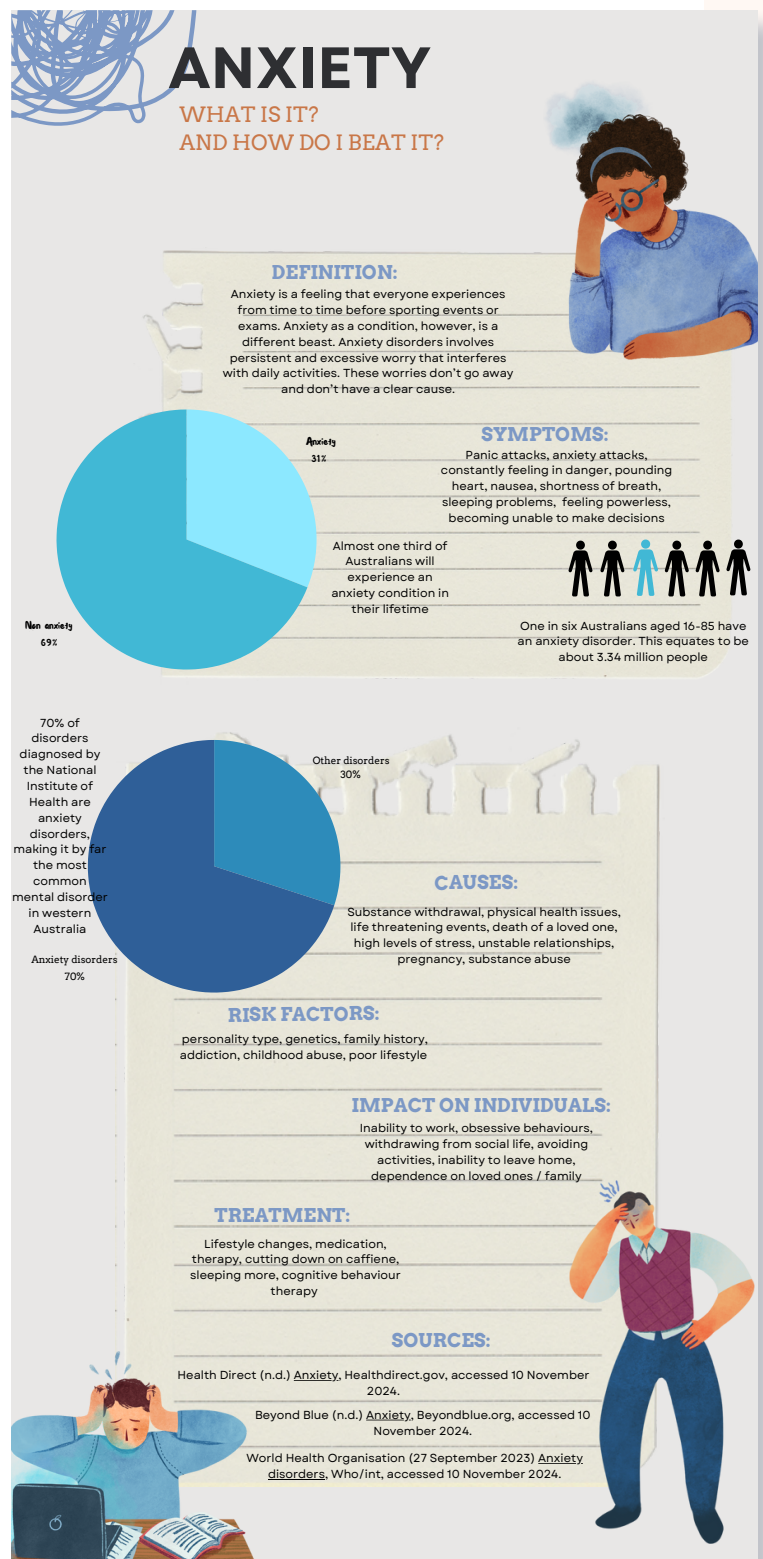 ANXIETY
WHAT IS IT?
AND HOW DO I BEAT IT?
DEFINITION:
Anxiety is a feeling that everyone experiences
from time to time before sporting events or
exams. Anxiety as a condition, however, is a
different beast. Anxiety disorders involves
persistent and excessive worry that interferes
with daily activities. These worries don't go away
and don't have a clear cause.
SYMPTOMS:
Panic attacks, anxiety attacks,
constantly feeling in danger, pounding
heart, nausea, shortness of breath,
sleeping problems, feeling powerless,
becoming unable to make decisions
Anxiety
31%
Non anxiety
69%
Almost one third of
Australians will
experience an
anxiety condition in
their lifetime
One in six Australians aged 16-85 have
an anxiety disorder. This equates to be
about 3.34 million people
70% of
disorders
diagnosed by
the National
Institute of
Health are
anxiety
disorders,
making it by far
the most
common
mental disorder
in western
Australia
Other disorders
30%
Anxiety disorders
70%
CAUSES:
Substance withdrawal, physical health issues,
life threatening events, death of a loved one,
high levels of stress, unstable relationships,
pregnancy, substance abuse
RISK FACTORS:
personality type, genetics, family history,
addiction, childhood abuse, poor lifestyle
IMPACT ON INDIVIDUALS:
Inability to work, obsessive behaviours,
withdrawing from social life, avoiding
activities, inability to leave home,
dependence on loved ones / family
TREATMENT:
Lifestyle changes, medication,
therapy, cutting down on caffiene,
sleeping more, cognitive behaviour
therapy
SOURCES:
Health Direct (n.d.) Anxiety, Healthdirect.gov, accessed 10 November
2024.
Beyond Blue (n.d.) Anxiety, Beyondblue.org, accessed 10
November 2024.
World Health Organisation (27 September 2023) Anxiety
disorders, Who/int, accessed 10 November 2024.